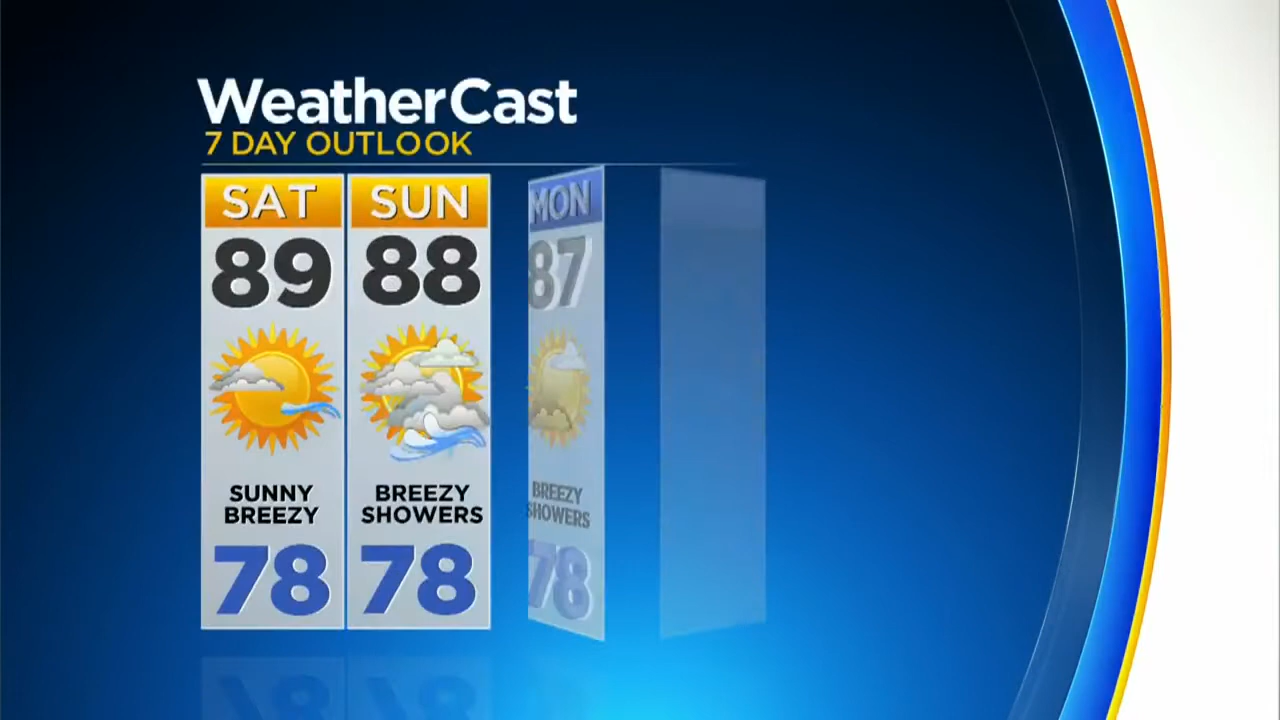 WeatherCast
7 DAY OUTLOOK
SAT
89
SUNNY
BREEZY
78
SUN
88
BREEZY
SHOWERS
78
MON
87
BREEZY
SHOWERS
78